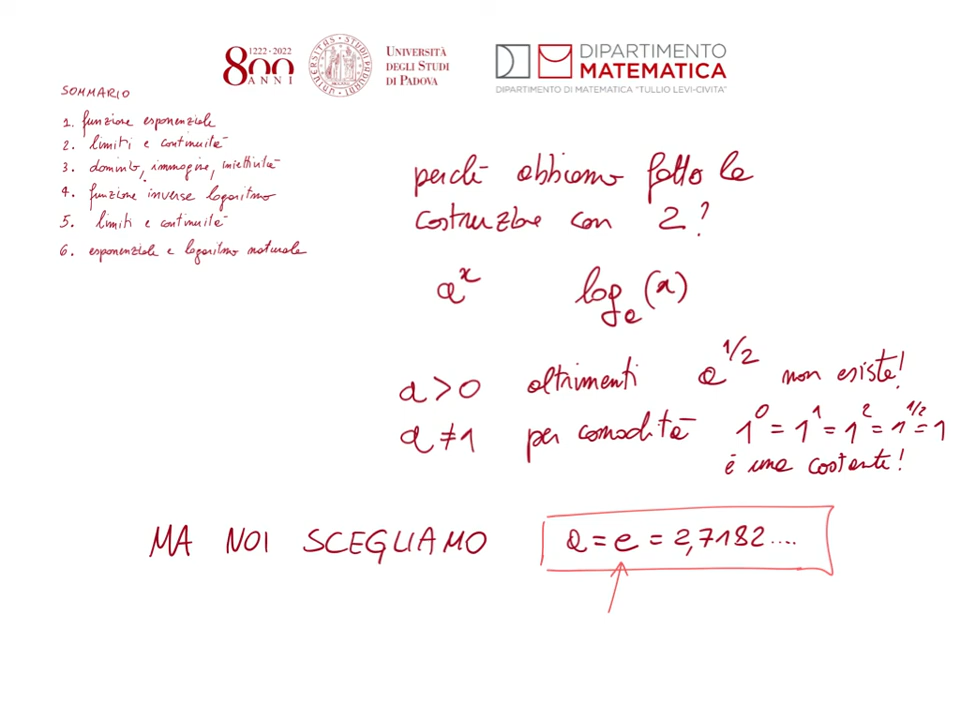 800
1222·2022
ANNI
UNIVERSITÀ
DEGLI STUDI
DI PADOVA
DIPARTIMENTO
MATEMATICA
DIPARTIMENTO DI MATEMATICA "TULLIO LEVI-CIVITA"
SOMMARIO
1. funzione esponenziale
2. limiti e continuità
3. dominio, immagine, iniettività
4. funzione inversa logaritmo
5. limiti e continuità
6. esponenziale e logaritmo naturale
perché abbiamo fatto la
costruzione con 2?
aˣ logₐ(x)
a > 0 altrimenti a^1/2 non esiste!
a ≠ 1 per comodità 1^0 = 1^1 = 1^2 = 1^1/2 = 1
è una costante!
MA NOI SCEGLIAMO a = e = 2,7182....